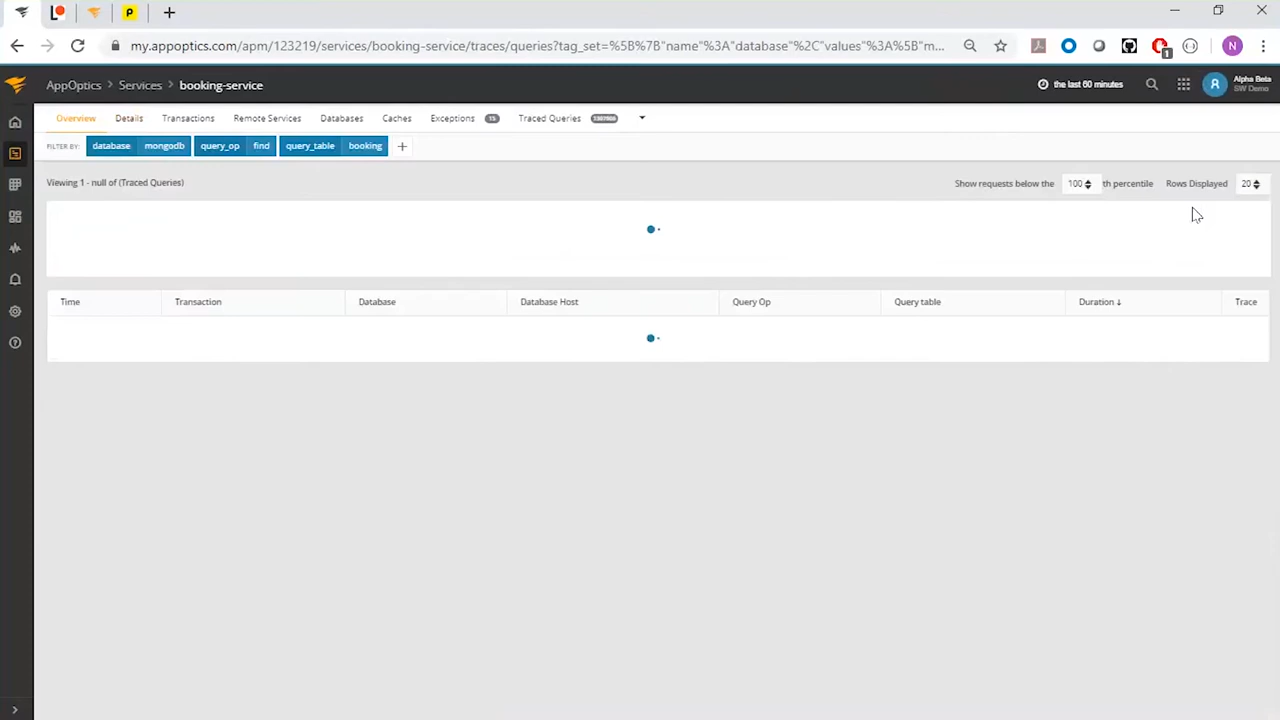 my.appoptics.com/apm/123219/services/booking-service/traces/queries?tag_set=%5B%7B"name"%3A"database"%2C"values"%3A%5B"m...
1
N
AppOptics > Services > booking-service
the last 60 minutes
A
Alpha Beta
SW Demo
Overview Details Transactions Remote Services Databases Caches Exceptions 15 Traced Queries
FILTER BY: database mongodb query_op find query_table booking +
Viewing 1 - null of (Traced Queries)
Show requests below the 100 th percentile Rows Displayed 20
Time Transaction Database Database Host Query Op Query table Duration ↓ Trace